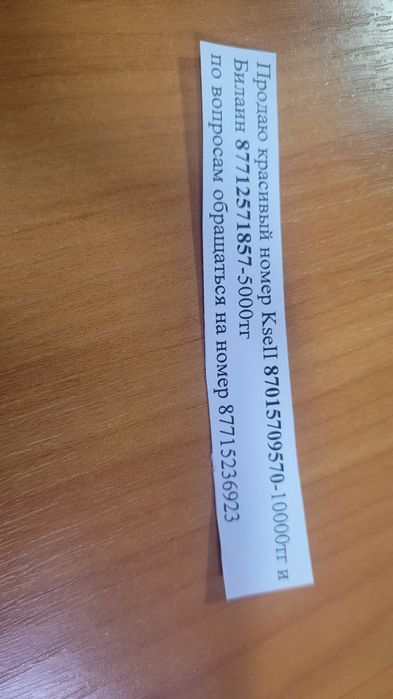 Продаю красивый номер Ksell 87015709570-10000тг и
Билайн 87712571857-5000тг
по вопросам обращаться на номер 87715236923